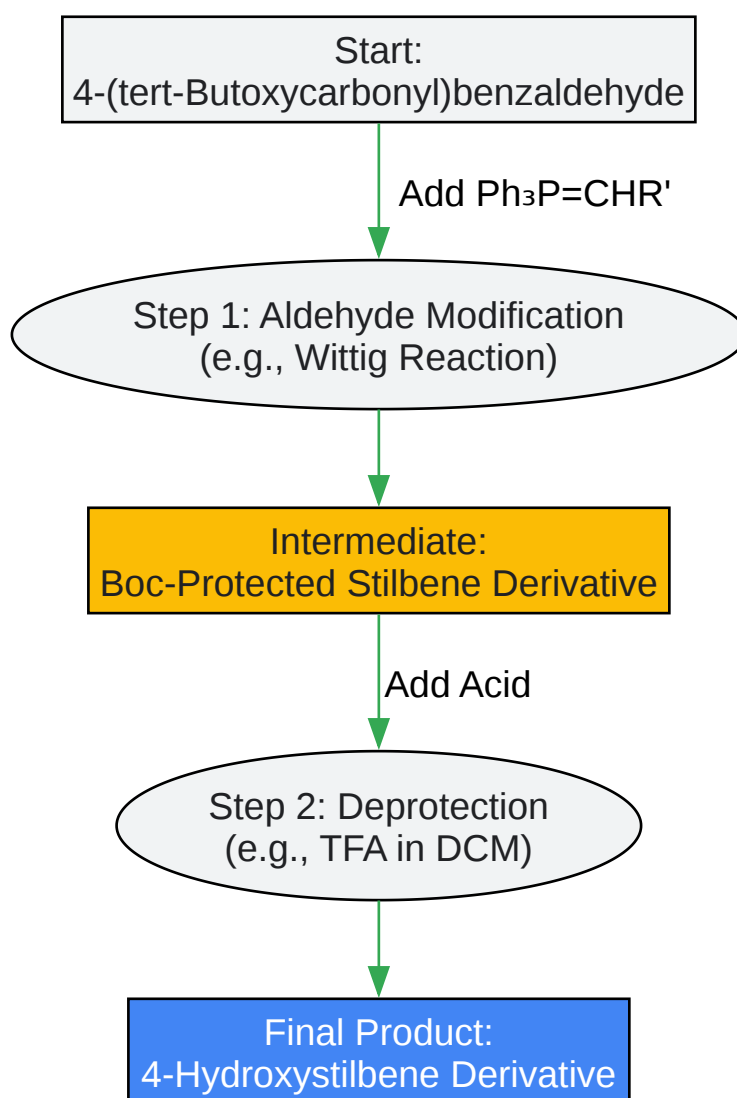 Start:
4-(tert-Butoxycarbonyl)benzaldehyde
Add Ph₃P=CHR'
Step 1: Aldehyde Modification
(e.g., Wittig Reaction)
Intermediate:
Boc-Protected Stilbene Derivative
Add Acid
Step 2: Deprotection
(e.g., TFA in DCM)
Final Product:
4-Hydroxystilbene Derivative